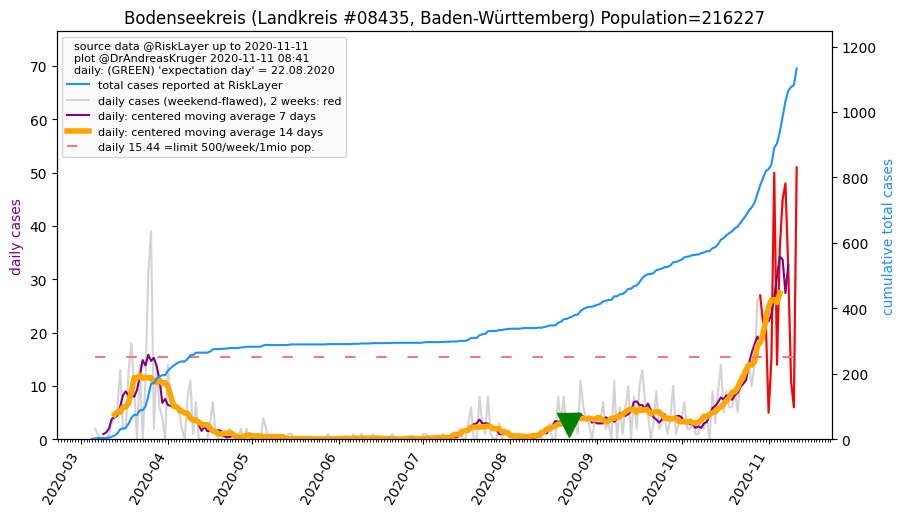 Bodenseekreis (Landkreis #08435, Baden-Württemberg) Population=216227
source data @RiskLayer up to 2020-11-11
plot @DrAndreasKruger 2020-11-11 08:41
daily: (GREEN) 'expectation day' = 22.08.2020
total cases reported at RiskLayer
daily cases (weekend-flawed), 2 weeks: red
daily: centered moving average 7 days
daily: centered moving average 14 days
daily 15.44 =limit 500/week/1mio pop.
daily cases
70
60
50
40
30
20
10
0
1200
1000
800
600
400
200
0
cumulative total cases
2020-03
2020-04
2020-05
2020-06
2020-07
2020-08
2020-09
2020-10
2020-11